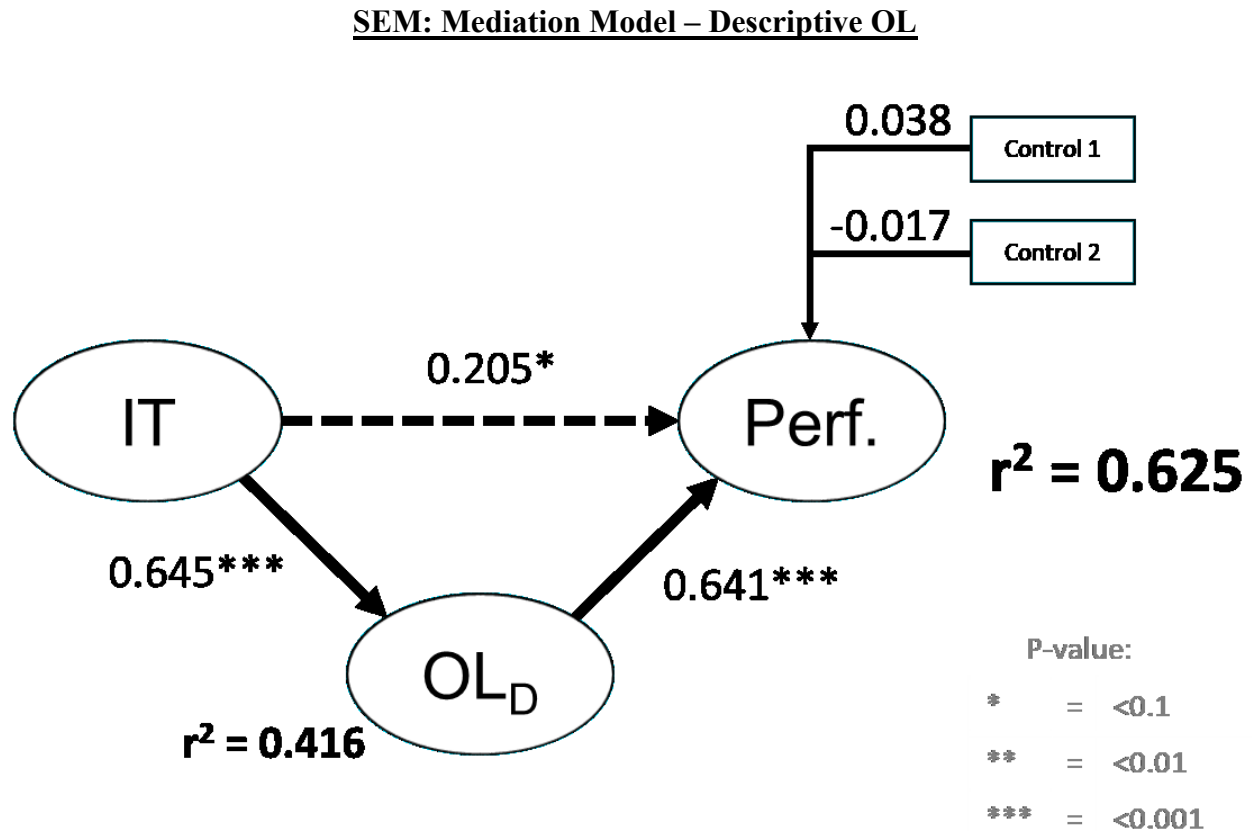 SEM: Mediation Model – Descriptive OL
0.038
Control 1
-0.017
Control 2
0.205*
IT
Perf.
r² = 0.625
0.645***
0.641***
OL_D
r² = 0.416
P-value:
* = <0.1
** = <0.01
*** = <0.001